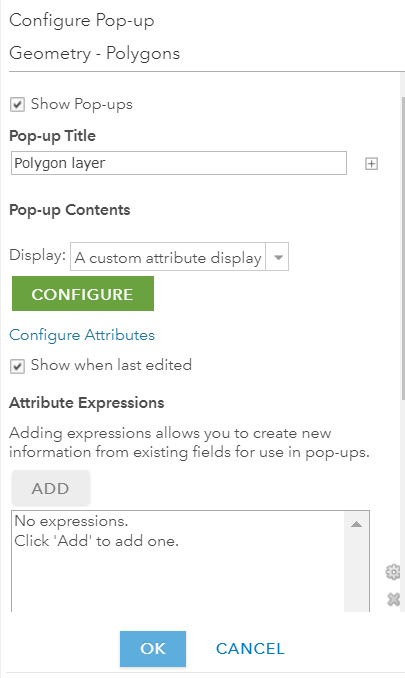 Configure Pop-up
Geometry - Polygons
Show Pop-ups
Pop-up Title
Polygon layer
Pop-up Contents
Display: A custom attribute display
CONFIGURE
Configure Attributes
Show when last edited
Attribute Expressions
Adding expressions allows you to create new
information from existing fields for use in pop-ups.
ADD
No expressions.
Click 'Add' to add one.
OK CANCEL